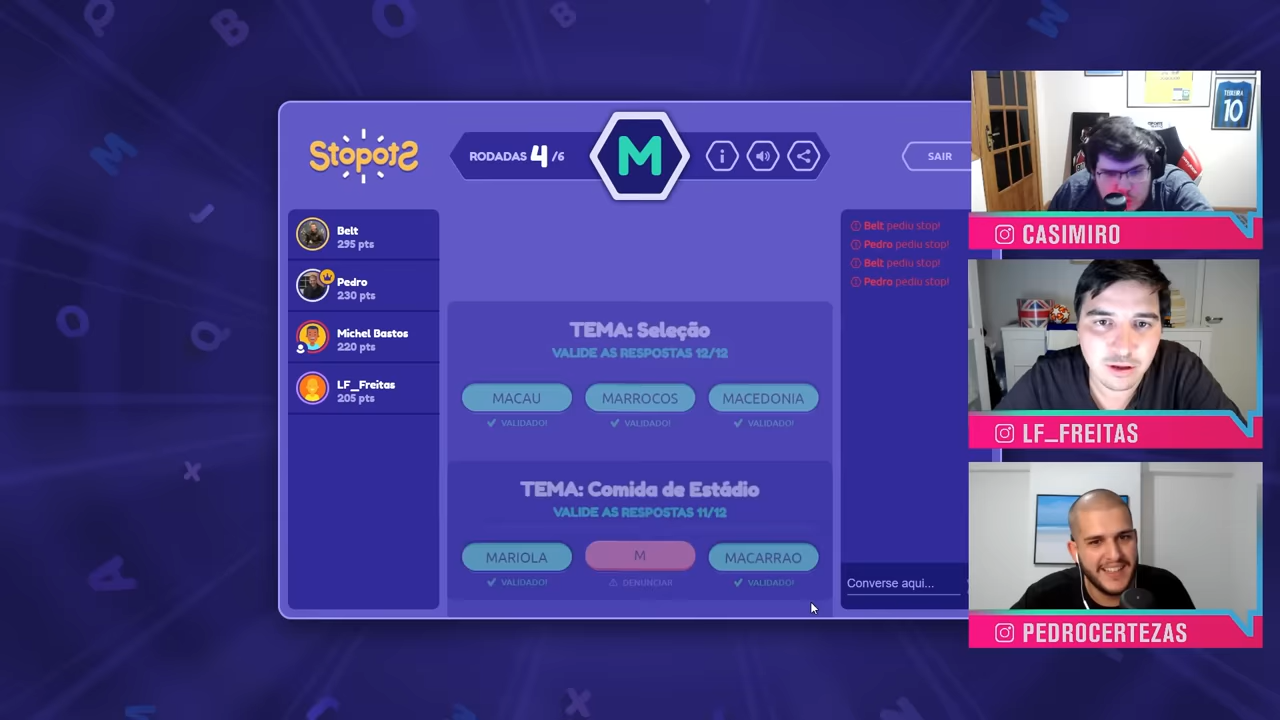 StopotS
RODADAS 4 /6
M
SAIR
Belt
295 pts
Pedro
230 pts
Michel Bastos
220 pts
LF_Freitas
205 pts
TEMA: Seleção
VALIDE AS RESPOSTAS 12/12
MACAU
MARROCOS
MACEDONIA
VALIDADO!
VALIDADO!
VALIDADO!
TEMA: Comida de Estádio
VALIDE AS RESPOSTAS 11/12
MARIOLA
M
MACARRAO
VALIDADO!
DENUNCIAR
VALIDADO!
Belt pediu stop!
Pedro pediu stop!
Belt pediu stop!
Pedro pediu stop!
Converse aqui...
TEIXEIRA
10
CASIMIRO
LF_FREITAS
PEDROCERTEZAS